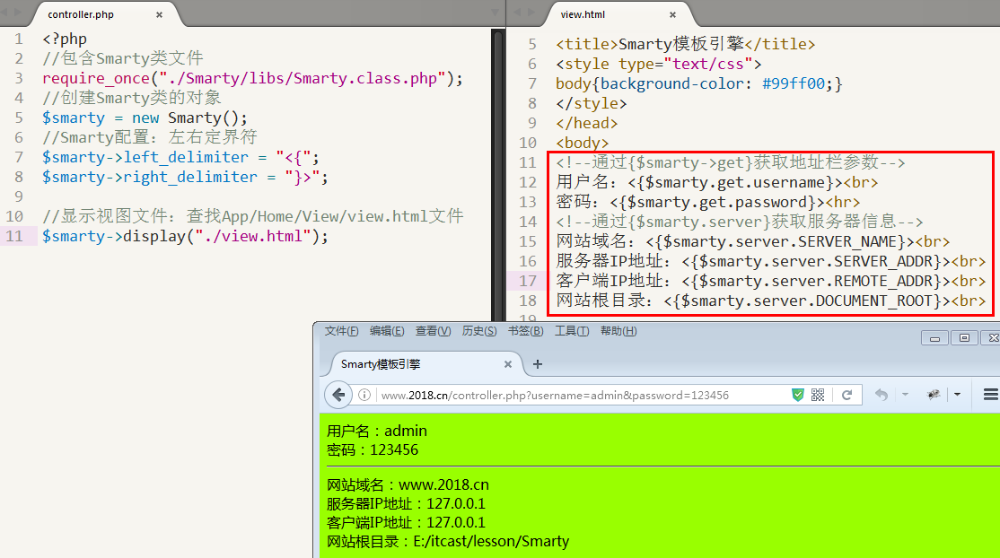 controller.php
1 <?php
2 //包含Smarty类文件
3 require_once("./Smarty/libs/Smarty.class.php");
4 //创建Smarty类的对象
5 $smarty = new Smarty();
6 //Smarty配置：左右定界符
7 $smarty->left_delimiter = "<{";
8 $smarty->right_delimiter = "}>";
9
10 //显示视图文件：查找App/Home/View/view.html文件
11 $smarty->display("./view.html");
view.html
5 <title>Smarty模板引擎</title>
6 <style type="text/css">
7 body{background-color: #99ff00;}
8 </style>
9 </head>
10 <body>
11 <!--通过{$smarty->get}获取地址栏参数-->
12 用户名：<{$smarty.get.username}><br>
13 密码：<{$smarty.get.password}><hr>
14 <!--通过{$smarty.server}获取服务器信息-->
15 网站域名：<{$smarty.server.SERVER_NAME}><br>
16 服务器IP地址：<{$smarty.server.SERVER_ADDR}><br>
17 客户端IP地址：<{$smarty.server.REMOTE_ADDR}><br>
18 网站根目录：<{$smarty.server.DOCUMENT_ROOT}><br>
19
文件(F) 编辑(E) 查看(V) 历史(S) 书签(B) 工具(T) 帮助(H)
Smarty模板引擎
www.2018.cn/controller.php?username=admin&password=123456
用户名：admin
密码：123456
网站域名：www.2018.cn
服务器IP地址：127.0.0.1
客户端IP地址：127.0.0.1
网站根目录：E:/itcast/lesson/Smarty